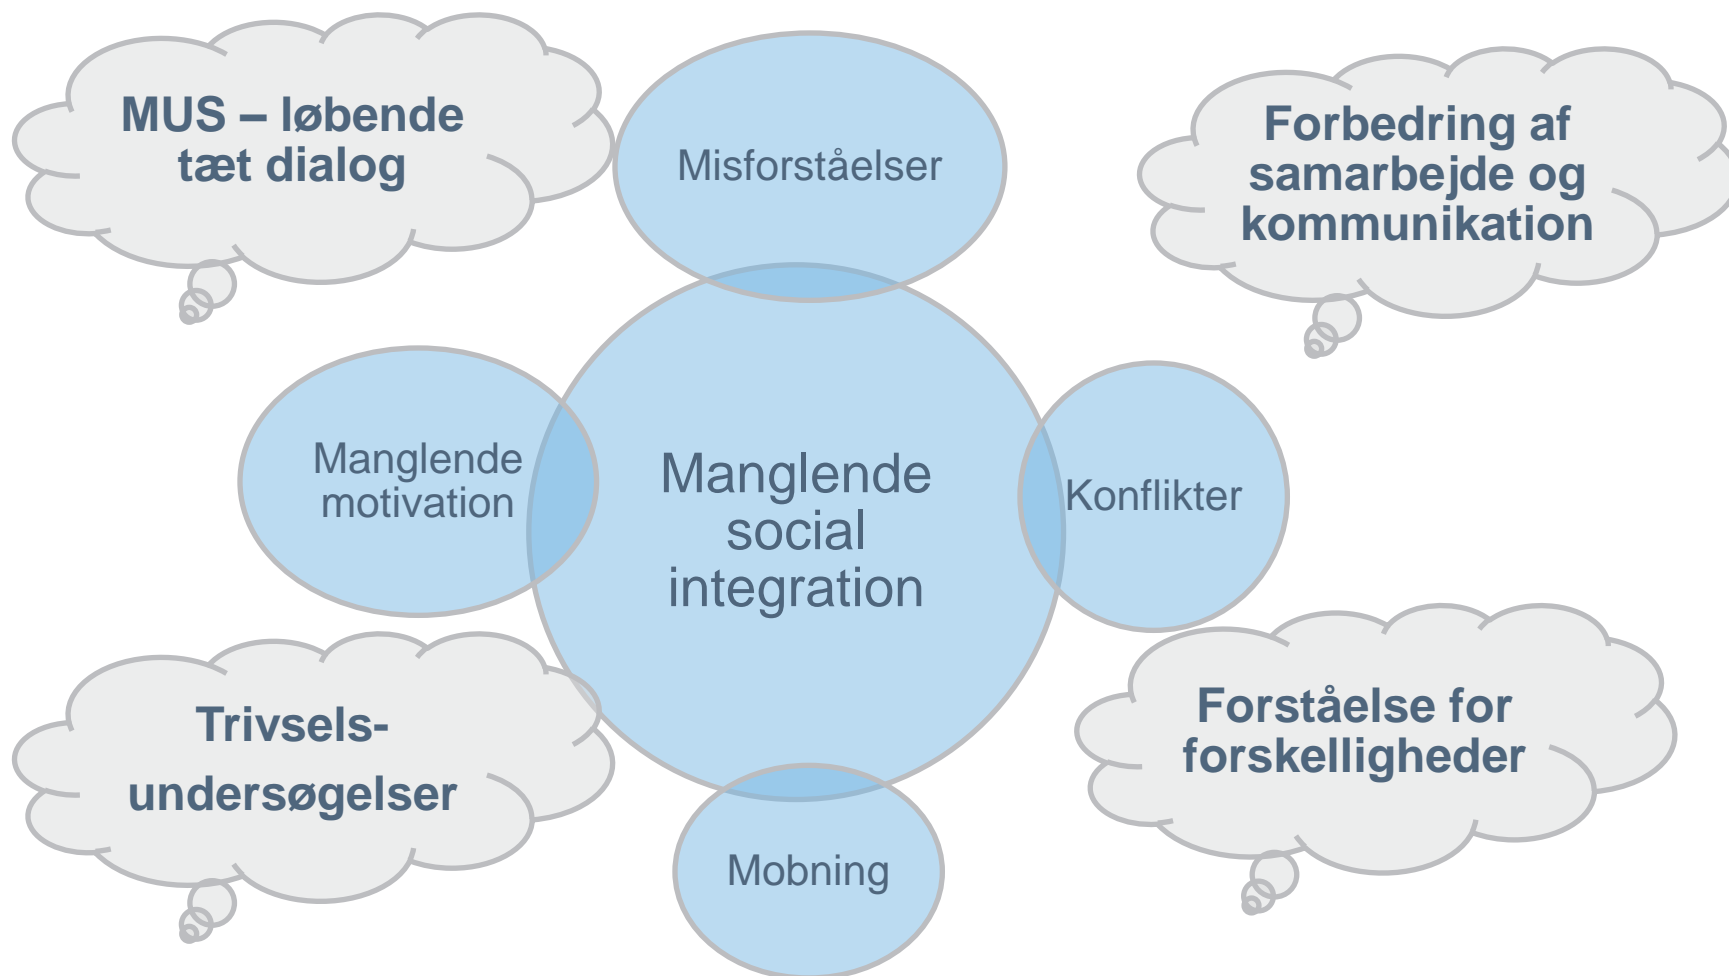 MUS – løbende
tæt dialog
Misforståelser
Forbedring af
samarbejde og
kommunikation
Manglende
motivation
Manglende
social
integration
Konflikter
Trivsels-
undersøgelser
Forståelse for
forskelligheder
Mobning